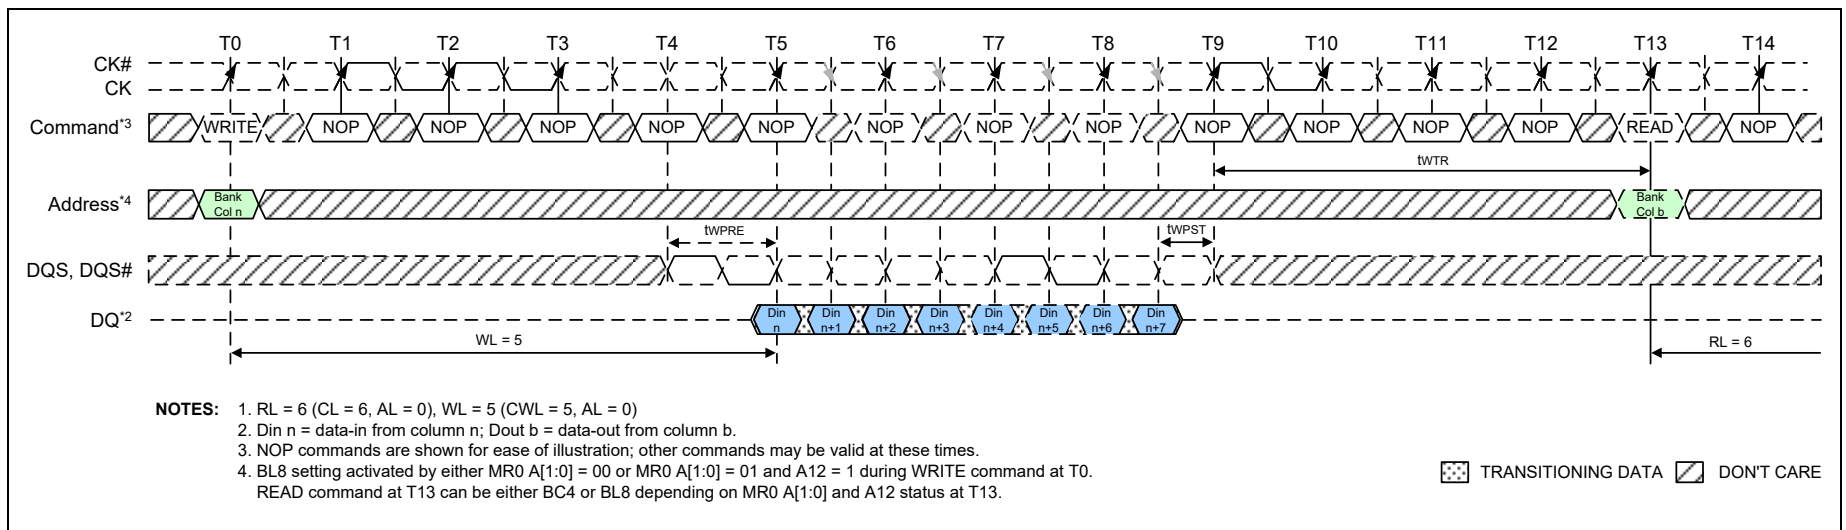 T0 T1 T2 T3 T4 T5 T6 T7 T8 T9 T10 T11 T12 T13 T14
CK#
CK
Command*3 WRITE NOP NOP NOP NOP NOP NOP NOP NOP NOP NOP NOP NOP READ NOP
tWTR
Address*4 Bank Col n Bank Col b
tWPRE tWPST
DQS, DQS#
DQ*2 Din n Din n+1 Din n+2 Din n+3 Din n+4 Din n+5 Din n+6 Din n+7
WL = 5 RL = 6
NOTES: 1. RL = 6 (CL = 6, AL = 0), WL = 5 (CWL = 5, AL = 0)
2. Din n = data-in from column n; Dout b = data-out from column b.
3. NOP commands are shown for ease of illustration; other commands may be valid at these times.
4. BL8 setting activated by either MR0 A[1:0] = 00 or MR0 A[1:0] = 01 and A12 = 1 during WRITE command at T0.
READ command at T13 can be either BC4 or BL8 depending on MR0 A[1:0] and A12 status at T13.
TRANSITIONING DATA DON'T CARE